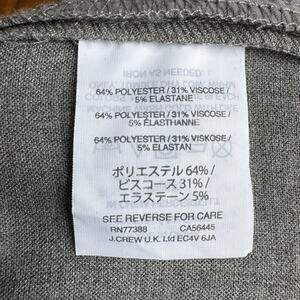 64% POLYESTER / 31% VISCOSE /
5% ELASTANE
64% POLYESTER / 31% VISCOSE /
5% ELASTHANNE
64% POLYESTER / 31% VISKOSE /
5% ELASTAN
ポリエステル 64% /
ビスコース 31% /
エラステーン 5%
SEE REVERSE FOR CARE
RN77388 CA56445
J.CREW U.K. Ltd EC4V 6JA